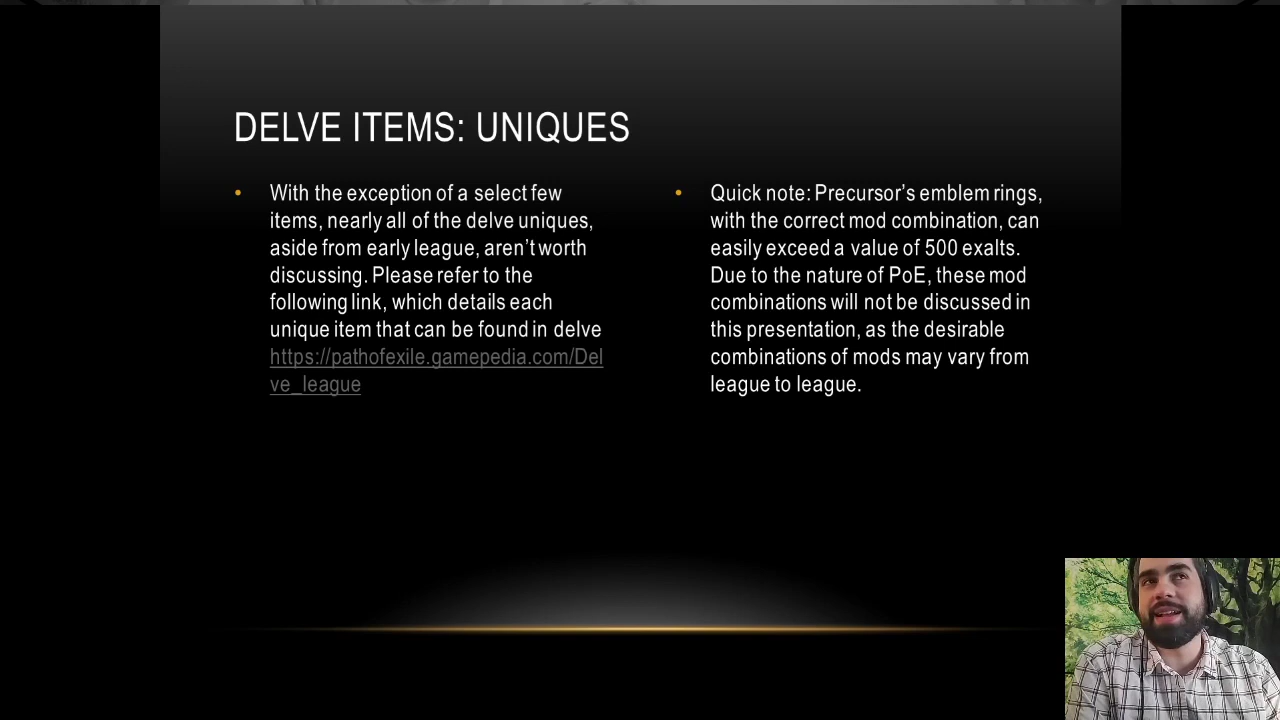 DELVE ITEMS: UNIQUES
With the exception of a select few
items, nearly all of the delve uniques,
aside from early league, aren't worth
discussing. Please refer to the
following link, which details each
unique item that can be found in delve
https://pathofexile.gamepedia.com/Del
ve_league
Quick note: Precursor's emblem rings,
with the correct mod combination, can
easily exceed a value of 500 exalts.
Due to the nature of PoE, these mod
combinations will not be discussed in
this presentation, as the desirable
combinations of mods may vary from
league to league.